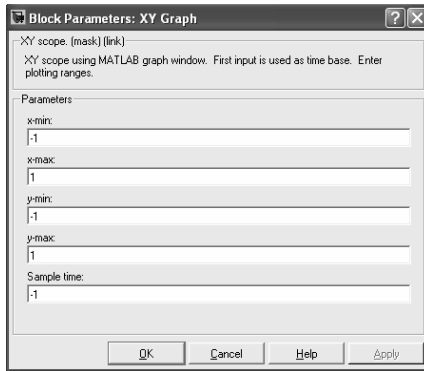 Block Parameters: XY Graph
XY scope. (mask) (link)
XY scope using MATLAB graph window. First input is used as time base. Enter
plotting ranges.
Parameters
x-min:
-1
x-max:
1
y-min:
-1
y-max:
1
Sample time:
-1
OK Cancel Help Apply